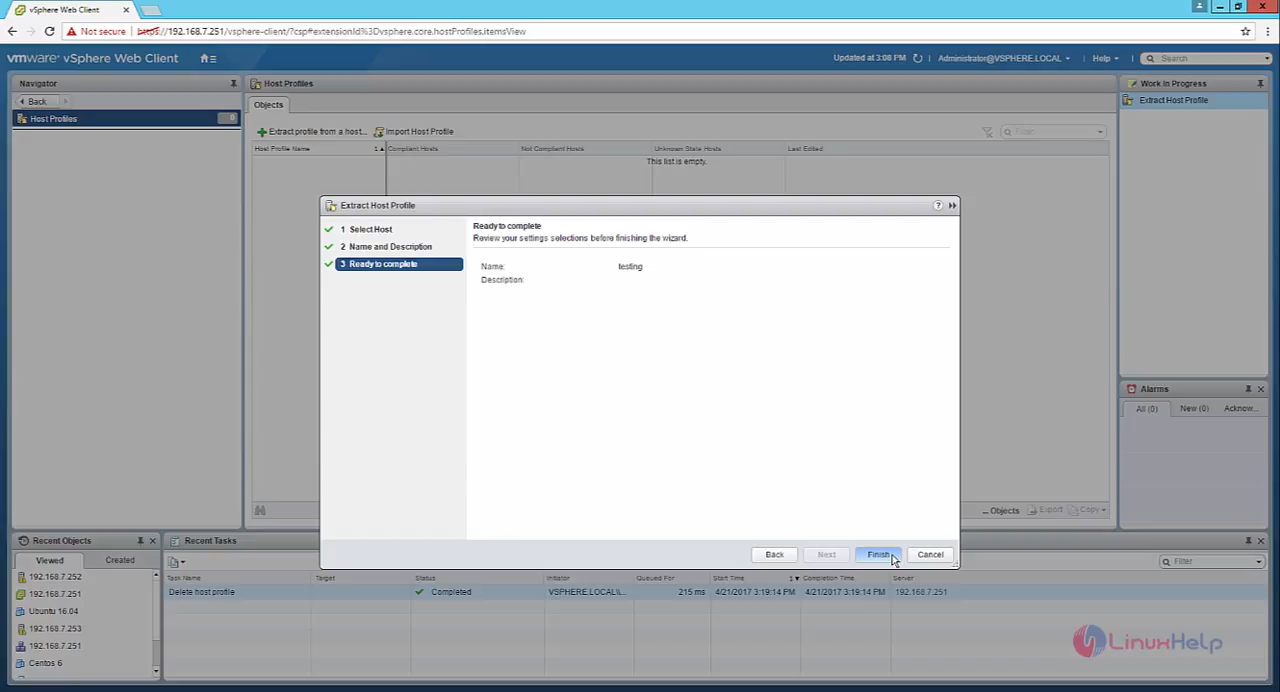 vSphere Web Client
Not secure https://192.168.7.251/vsphere-client/?csp#extensionId%3Dvsphere.core.hostProfiles.itemsView
vmware® vSphere Web Client
Updated at 3:08 PM
Administrator@VSPHERE.LOCAL
Help
Search
Navigator
Host Profiles
Work In Progress
Back
Objects
Extract Host Profile
Host Profiles
0
Extract profile from a host...
Import Host Profile
Filter
Host Profile Name
1
Compliant Hosts
Not Compliant Hosts
Unknown State Hosts
Last Edited
This list is empty.
Extract Host Profile
1 Select Host
2 Name and Description
3 Ready to complete
Ready to complete
Review your settings selections before finishing the wizard.
Name: testing
Description:
Back
Next
Finish
Cancel
Objects
Export
Copy
Alarms
All (0)
New (0)
Acknow...
Recent Objects
Viewed
Created
192.168.7.252
192.168.7.251
Ubuntu 16.04
192.168.7.253
192.168.7.251
Centos 6
Recent Tasks
Filter
Task Name
Target
Status
Initiator
Queued For
Start Time
1
Completion Time
Server
Delete host profile
Completed
VSPHERE.LOCAL\...
215 ms
4/21/2017 3:19:14 PM
4/21/2017 3:19:14 PM
192.168.7.251
LinuxHelp